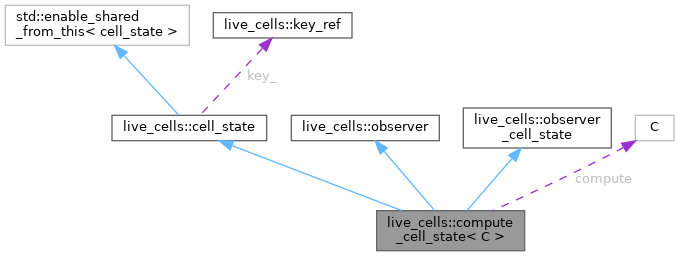 std::enable_shared
_from_this< cell_state >
live_cells::key_ref
key_
live_cells::cell_state
live_cells::observer
live_cells::observer
_cell_state
C
compute
live_cells::compute
_cell_state< C >